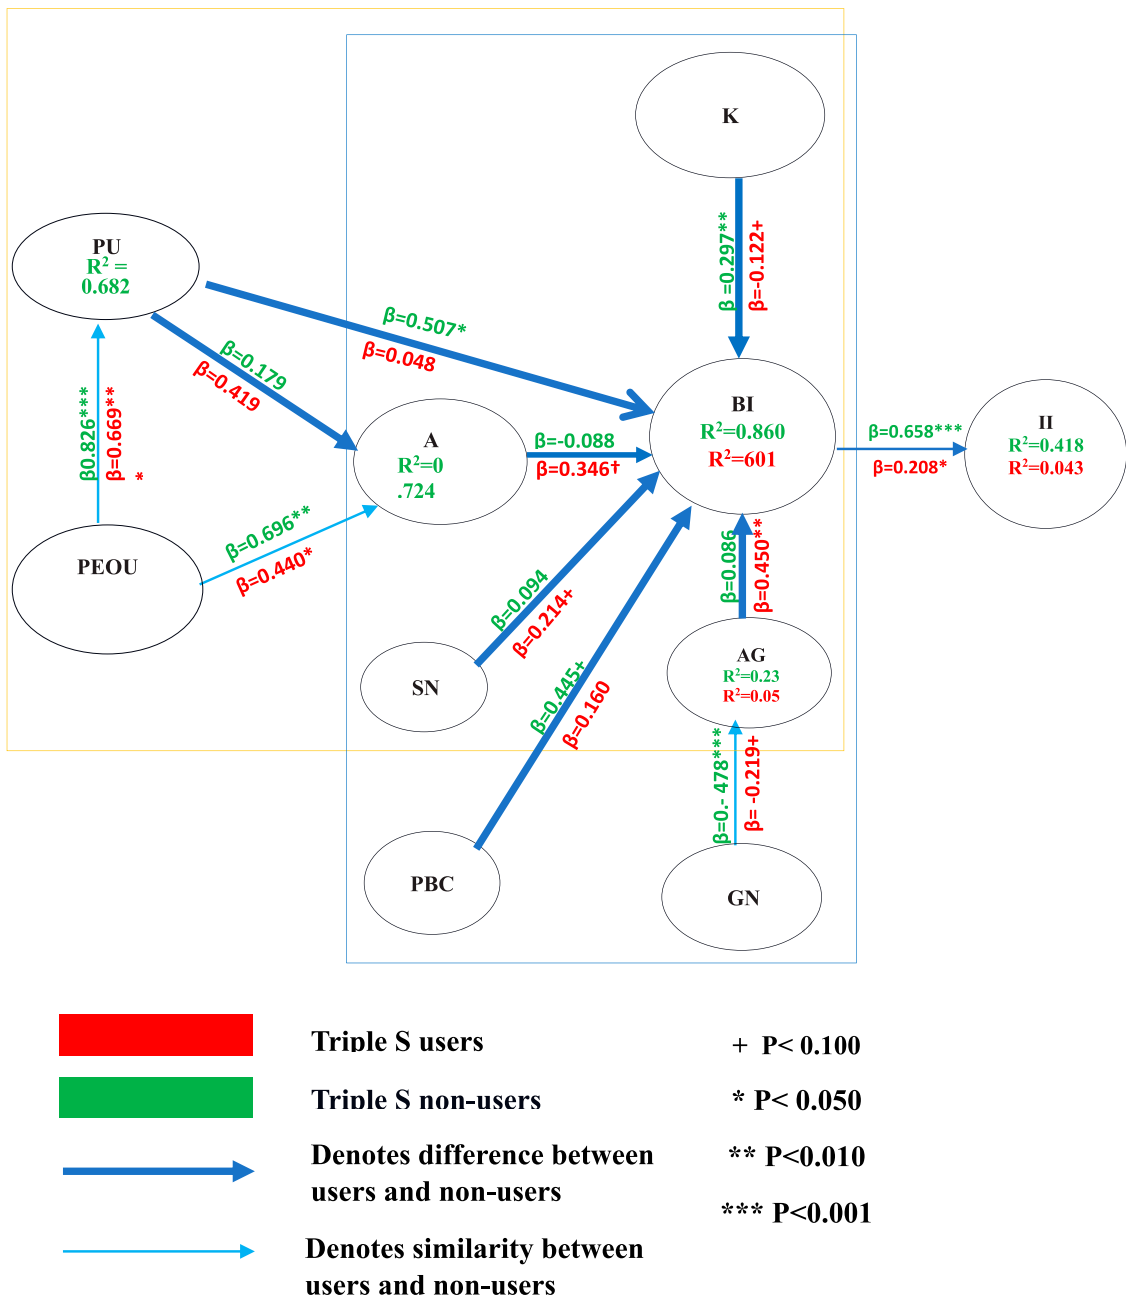 K
β =0.297**
β=-0.122+
PU
R² =
0.682
β=0.507*
β=0.048
β=0.179
β=0.419
β0.826***
β=0.669**
*
A
R²=0
.724
β=-0.088
β=0.346†
BI
R²=0.860
R²=601
β=0.658***
β=0.208*
II
R²=0.418
R²=0.043
PEOU
β=0.696**
β=0.440*
β=0.094
β=0.214+
SN
β=0.445+
β=0.160
β=0.086
β=0.450**
AG
R²=0.23
R²=0.05
β=0.- 478***
β= -0.219+
PBC
GN
Triple S users
+ P< 0.100
Triple S non-users
* P< 0.050
Denotes difference between
users and non-users
** P<0.010
*** P<0.001
Denotes similarity between
users and non-users